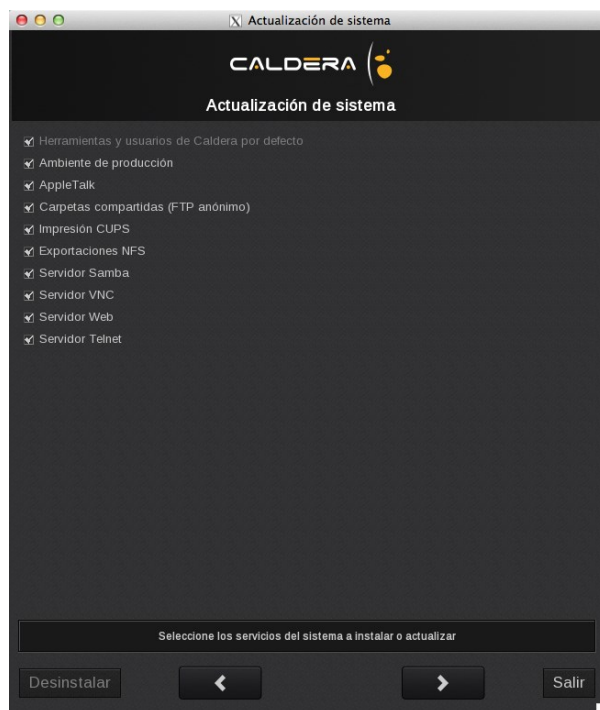 Actualización de sistema
CALDERA
Actualización de sistema
Herramientas y usuarios de Caldera por defecto
Ambiente de producción
AppleTalk
Carpetas compartidas (FTP anónimo)
Impresión CUPS
Exportaciones NFS
Servidor Samba
Servidor VNC
Servidor Web
Servidor Telnet
Seleccione los servicios del sistema a instalar o actualizar
Desinstalar
Salir